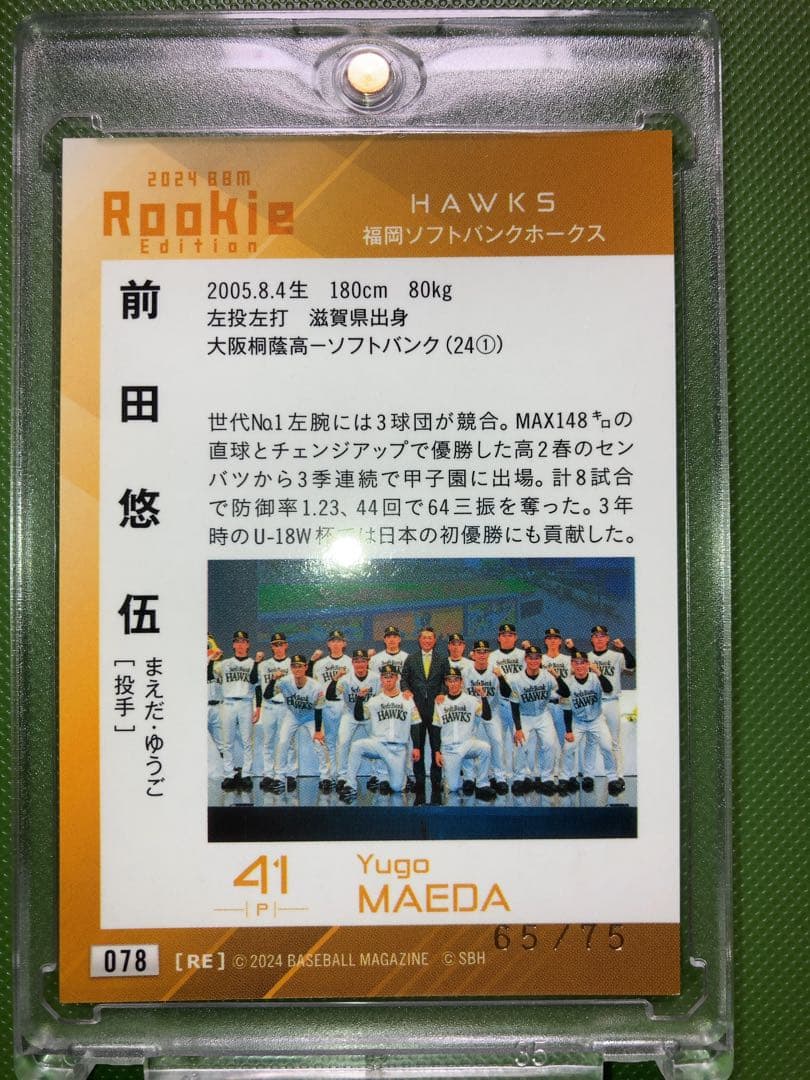 2024 BBM
Rookie
Edition
HAWKS
福岡ソフトバンクホークス
前田悠伍
まえだ・ゆうご
[投手]
2005.8.4生 180cm 80kg
左投左打 滋賀県出身
大阪桐蔭高ーソフトバンク(24①)
世代No.1左腕には3球団が競合。MAX148㌔の
直球とチェンジアップで優勝した高2春のセン
バツから3季連続で甲子園に出場。計8試合
で防御率1.23、44回で64三振を奪った。3年
時のU-18W杯では日本の初優勝にも貢献した。
SoftBank
HAWKS
41
P
Yugo
MAEDA
65/75
078 [RE] © 2024 BASEBALL MAGAZINE © SBH
35